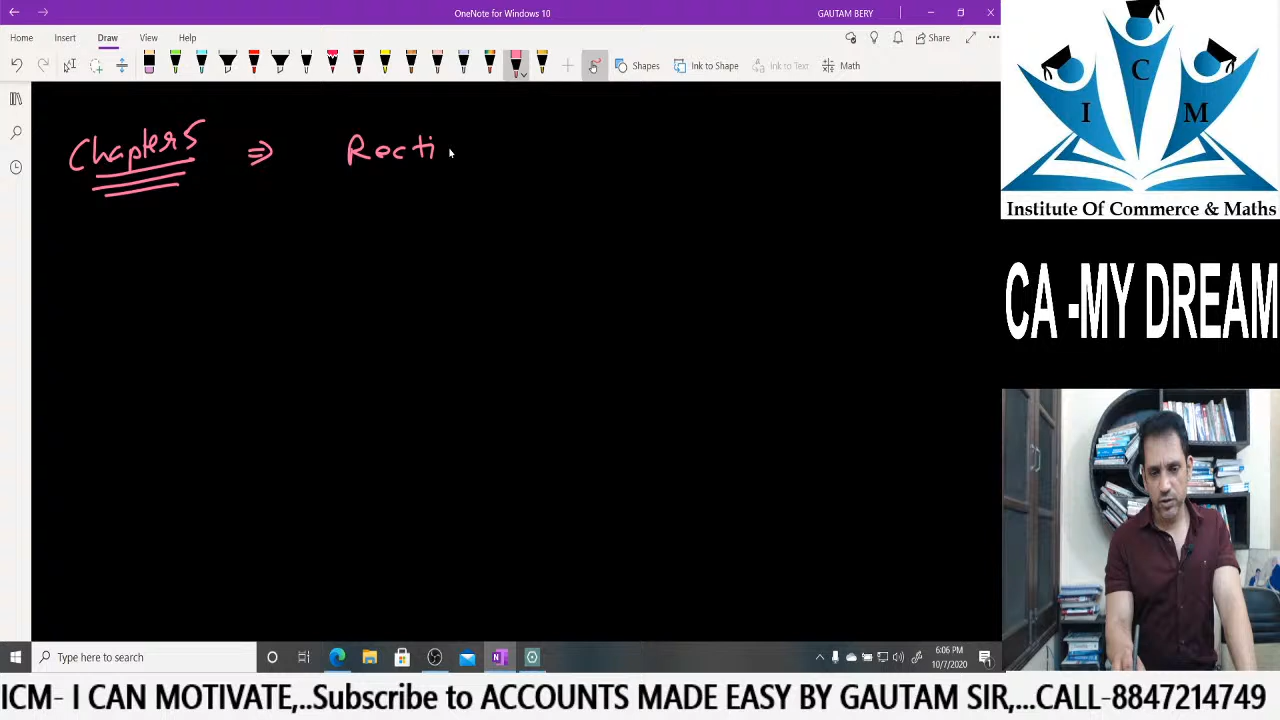 OneNote for Windows 10
GAUTAM BERY
Home Insert Draw View Help
Share
Shapes
Ink to Shape
Ink to Text
Math
Chapter 5 ⇒ Recti
I C M
Institute Of Commerce & Maths
CA -MY DREAM
Type here to search
6:06 PM
10/7/2020
ICM- I CAN MOTIVATE,..Subscribe to ACCOUNTS MADE EASY BY GAUTAM SIR,...CALL-8847214749